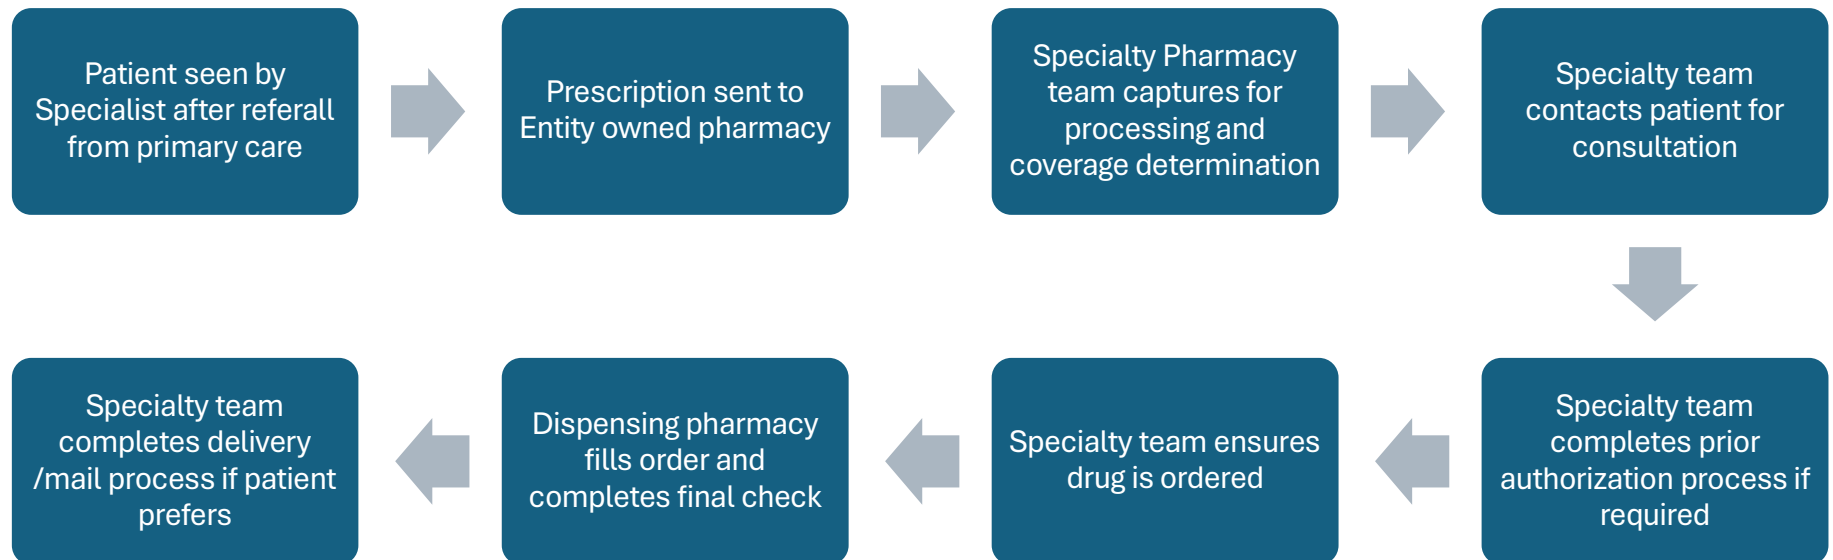 Patient seen by
Specialist after referall
from primary care
Prescription sent to
Entity owned pharmacy
Specialty Pharmacy
team captures for
processing and
coverage determination
Specialty team
contacts patient for
consultation
Specialty team
completes prior
authorization process if
required
Specialty team ensures
drug is ordered
Dispensing pharmacy
fills order and
completes final check
Specialty team
completes delivery
/mail process if patient
prefers